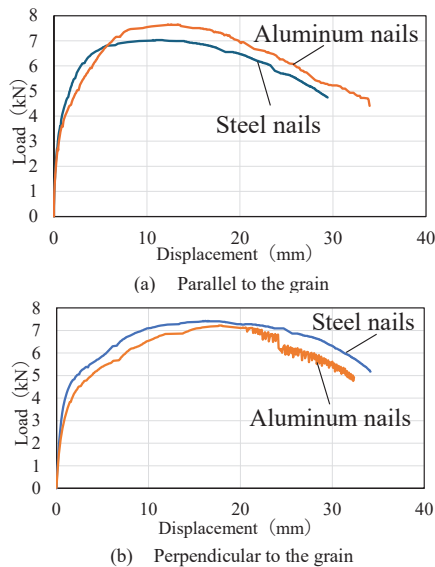 8
7
6
5
4
3
2
1
0
Load（kN）
Aluminum nails
Steel nails
0 10 20 30 40
Displacement（mm）
(a) Parallel to the grain
8
7
6
5
4
3
2
1
0
Load（kN）
Steel nails
Aluminum nails
0 10 20 30 40
Displacement（mm）
(b) Perpendicular to the grain